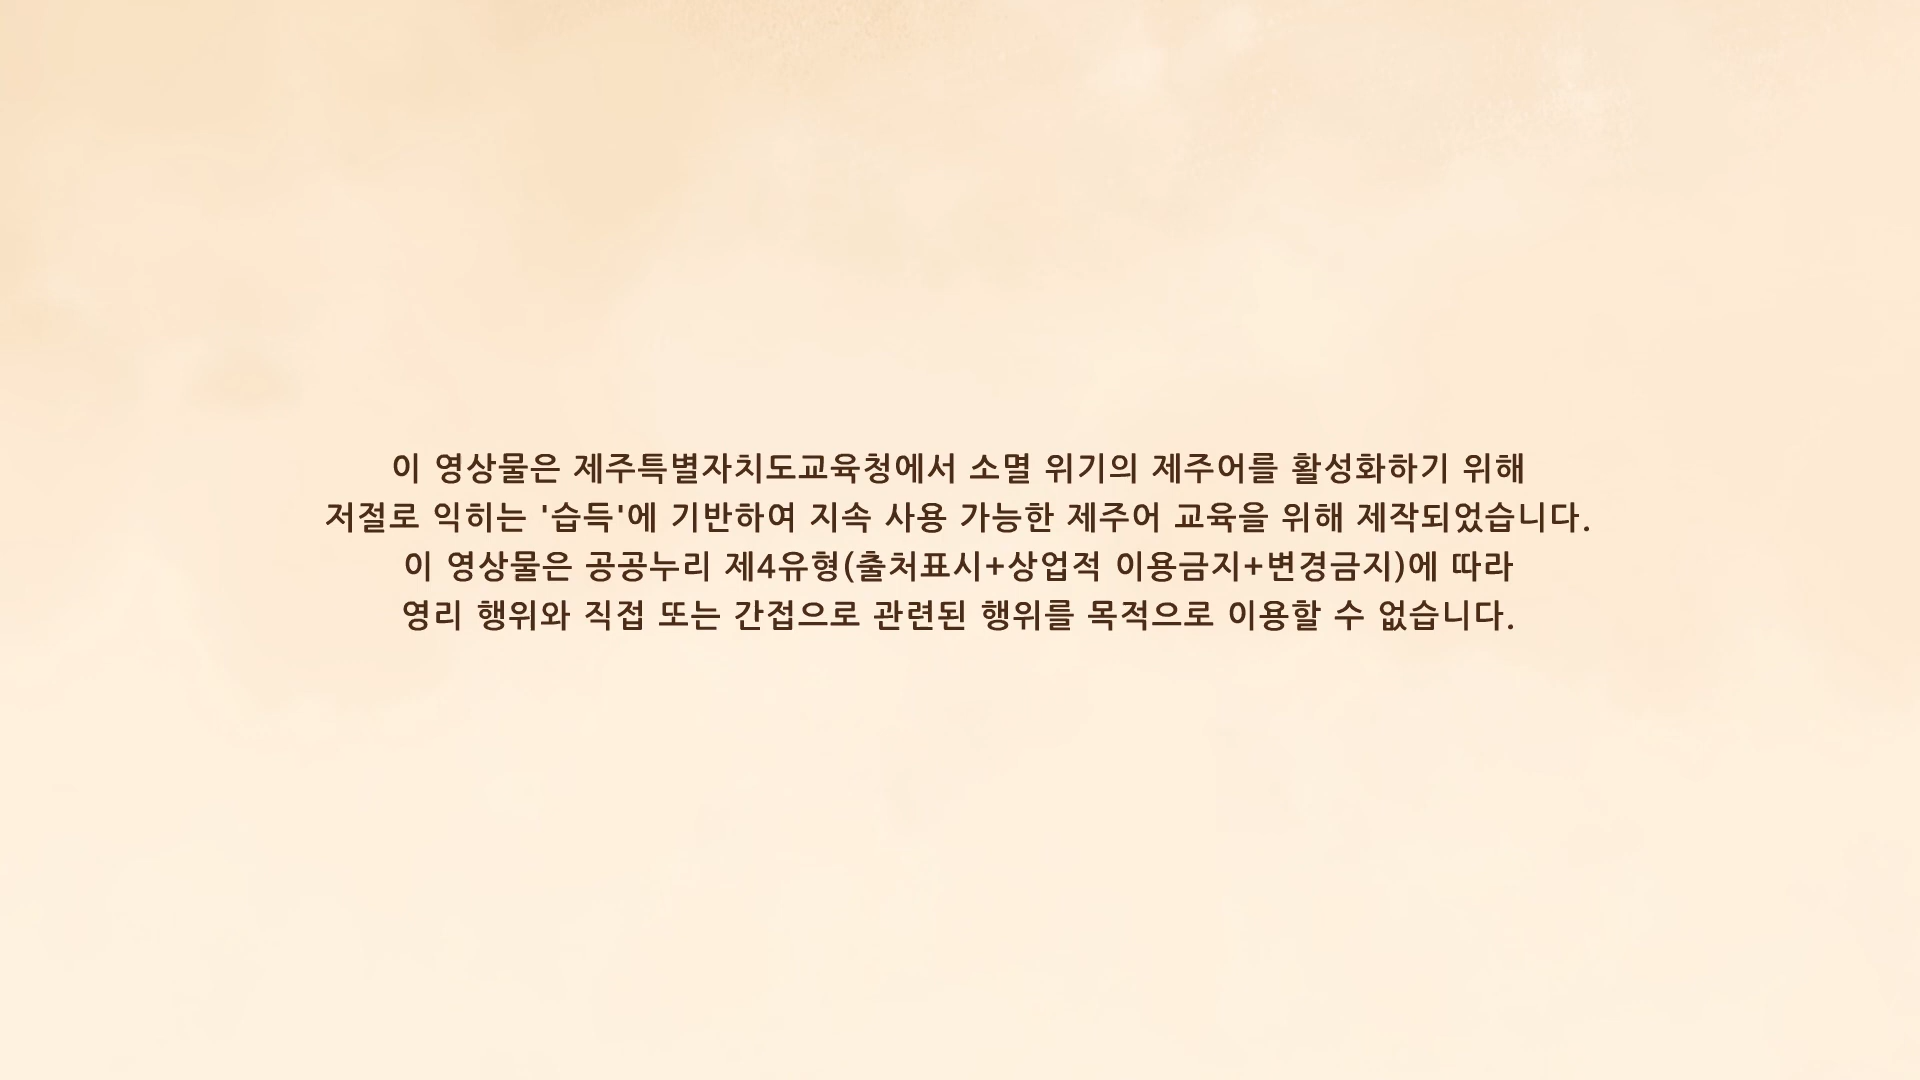 이 영상물은 제주특별자치도교육청에서 소멸 위기의 제주어를 활성화하기 위해
저절로 익히는 '습득'에 기반하여 지속 사용 가능한 제주어 교육을 위해 제작되었습니다.
이 영상물은 공공누리 제4유형(출처표시+상업적 이용금지+변경금지)에 따라
영리 행위와 직접 또는 간접으로 관련된 행위를 목적으로 이용할 수 없습니다.